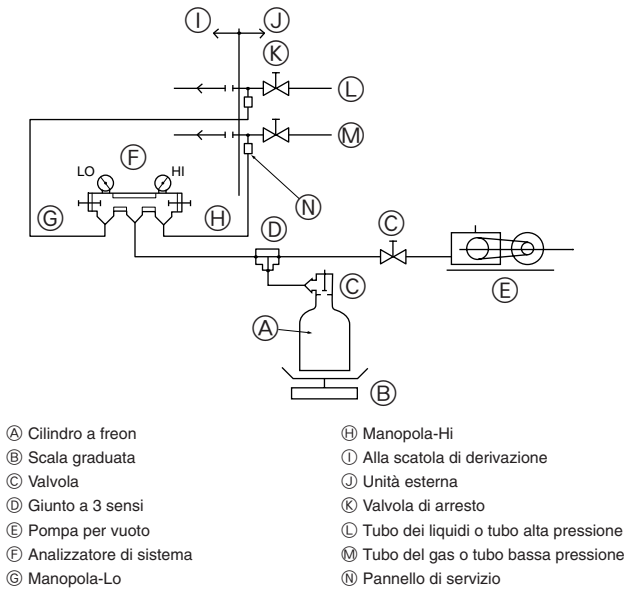 Ⓘ Ⓙ
Ⓚ
Ⓛ
Ⓜ
Ⓕ
LO HI
Ⓝ
Ⓖ Ⓗ
Ⓓ Ⓒ
Ⓒ Ⓔ
Ⓐ
Ⓑ
Ⓐ Cilindro a freon
Ⓑ Scala graduata
Ⓒ Valvola
Ⓓ Giunto a 3 sensi
Ⓔ Pompa per vuoto
Ⓕ Analizzatore di sistema
Ⓖ Manopola-Lo
Ⓗ Manopola-Hi
Ⓘ Alla scatola di derivazione
Ⓙ Unità esterna
Ⓚ Valvola di arresto
Ⓛ Tubo dei liquidi o tubo alta pressione
Ⓜ Tubo del gas o tubo bassa pressione
Ⓝ Pannello di servizio